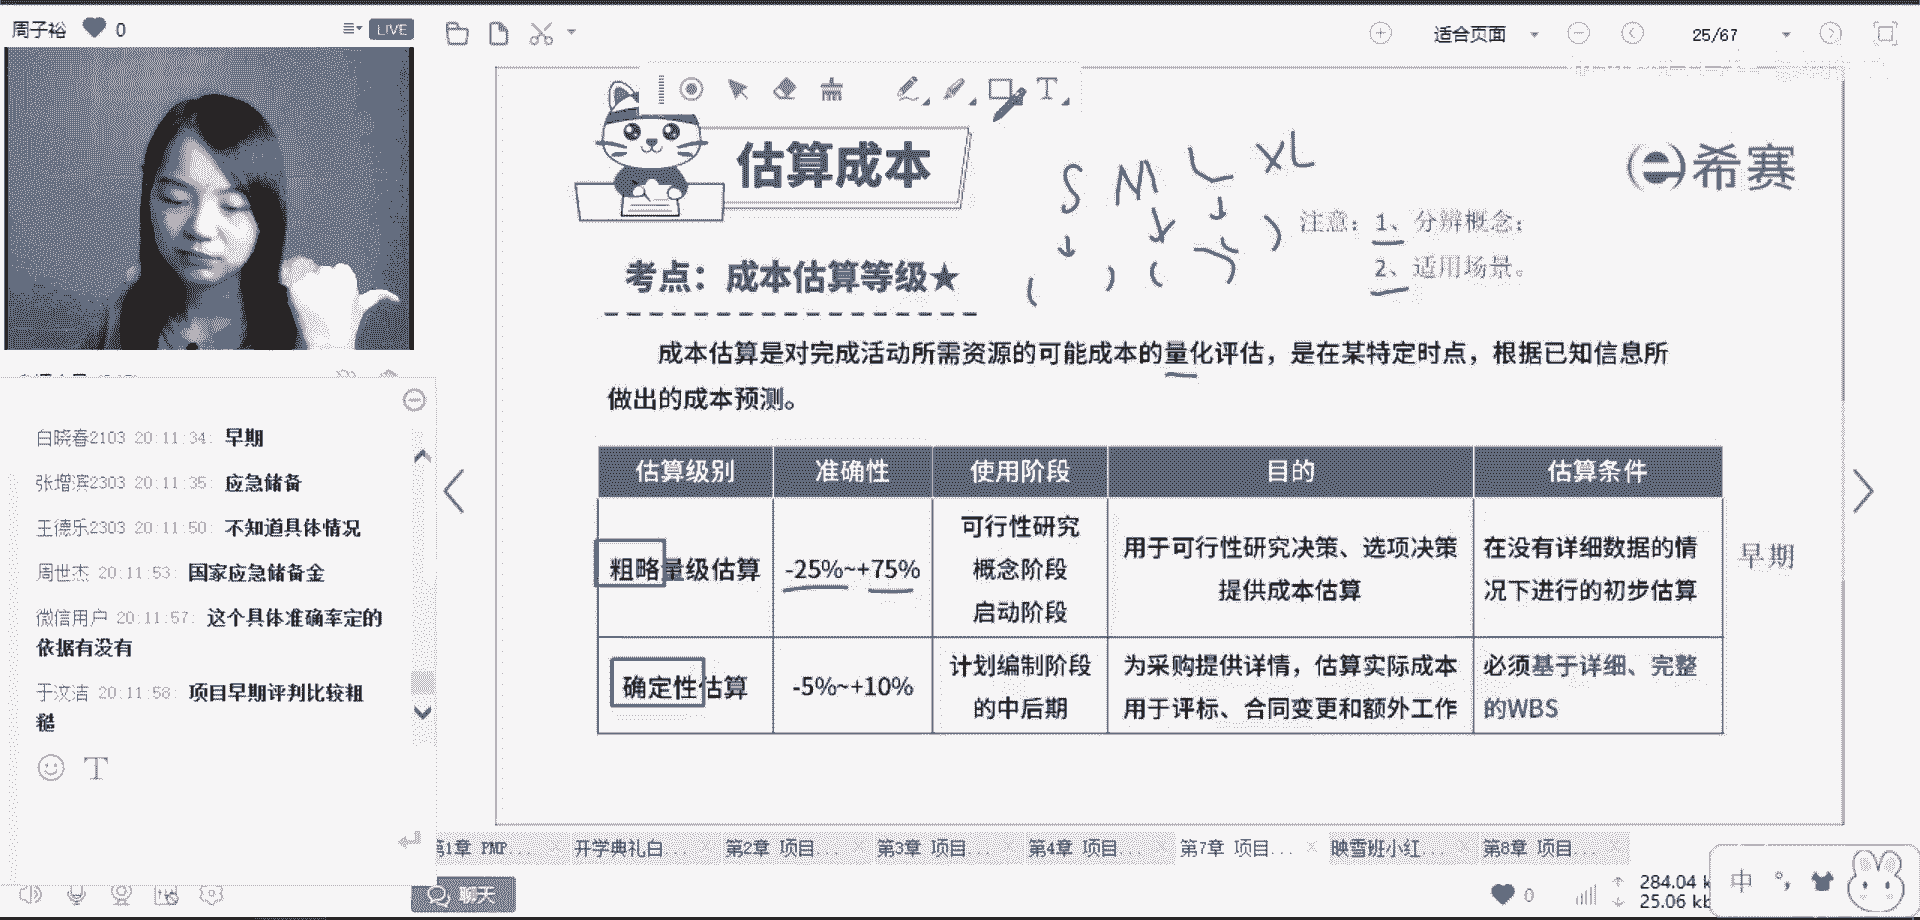 周子裕 0 LIVE
适合页面 25/67
估算成本
S M L XL
希赛
注意：1、分辨概念；
2、适用场景。
考点：成本估算等级★
成本估算是对完成活动所需资源的可能成本的量化评估，是在某特定时点，根据已知信息所
做出的成本预测。
估算级别 准确性 使用阶段 目的 估算条件
粗略量级估算 -25%~+75% 可行性研究 概念阶段 启动阶段 用于可行性研究决策、选项决策 提供成本估算 在没有详细数据的情 况下进行的初步估算
早期
确定性估算 -5%~+10% 计划编制阶段 的中后期 为采购提供详情，估算实际成本 用于评标、合同变更和额外工作 必须基于详细、完整 的WBS
白晓春2103 20:11:34: 早期
张增滨2303 20:11:35: 应急储备
王德乐2303 20:11:50: 不知道具体情况
周世杰 20:11:53: 国家应急储备金
微信用户 20:11:57: 这个具体准确率定的
依据有没有
于汶洁 20:11:58: 项目早期评判比较粗
糙
T
第1章 PMP... 开学典礼白... 第2章 项目... 第3章 项目... 第4章 项目... 第7章 项目... 映雪班小红... 第8章 项目...
聊天
0
284.04 k
25.06 kb
中